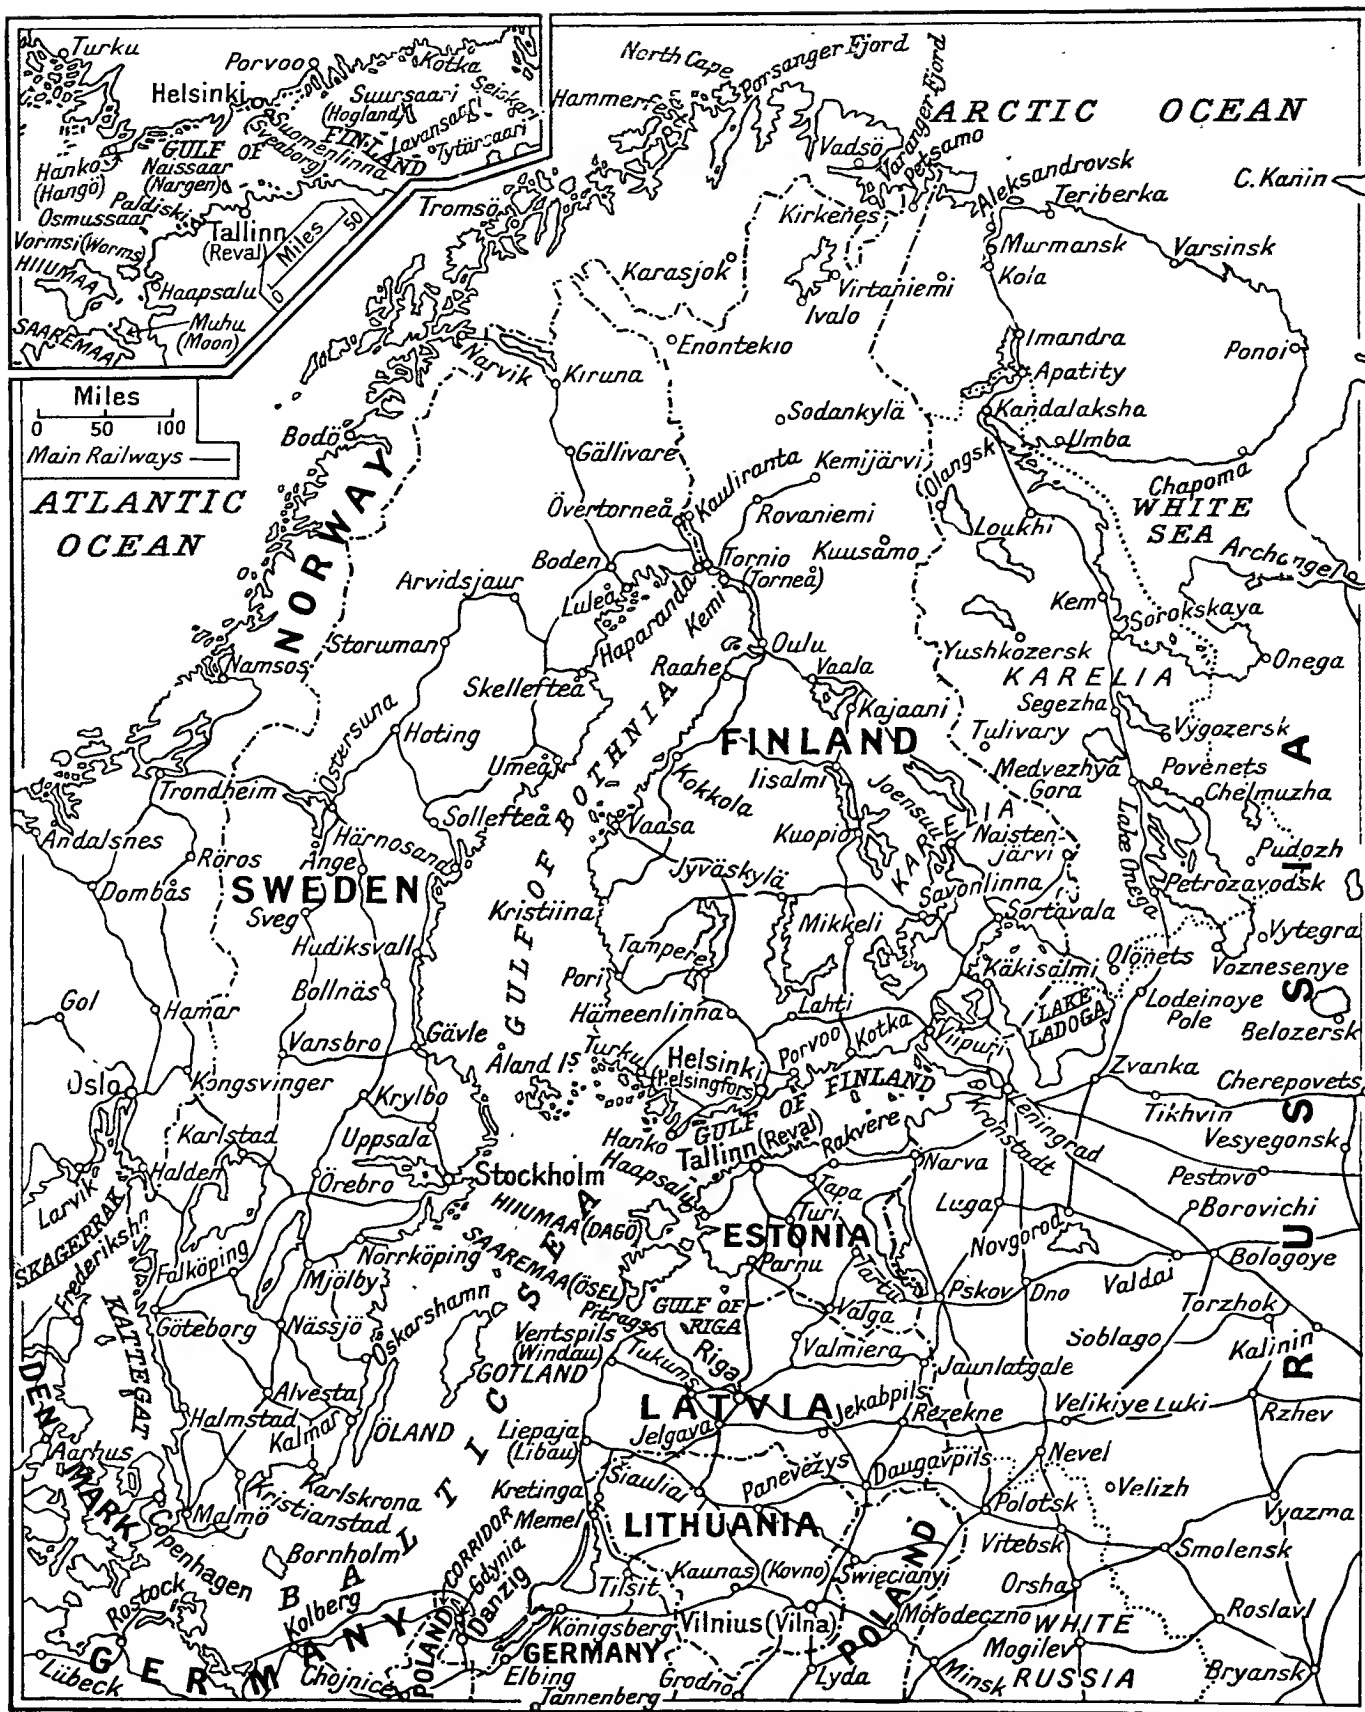 Turku
Porvoo
Kotka
Helsinki
Suursaari
(Hogland)
Seiskari
Lavansaari
Tytärsaari
Suomenlinna
(Sveaborg)
GULF OF
FINLAND
Hanko
(Hangö)
Naissaar
(Nargen)
Osmussaar
Paldiski
Tallinn
(Reval)
Vormsi (Worms)
HIIUMAA
Haapsalu
Muhu
(Moon)
SAAREMAA
Miles
0 50
Miles
0 50 100
Main Railways
ATLANTIC
OCEAN
ARCTIC OCEAN
North Cape
Porsanger Fjord
Hammerfest
Varanger Fjord
Vadsö
Petsamo
Kirkenes
Tromsö
Aleksandrovsk
Teriberka
C. Kanin
Murmansk
Kola
Varsinsk
Karasjok
Virtaniemi
Ivalo
Imandra
Ponoi
Enontekio
Narvik
Kiruna
Apatity
Kandalaksha
Sodankylä
Umba
Bodö
Gällivare
Kauliranta
Kemijärvi
Olangsk
Chapoma
WHITE
SEA
Övertorneå
Rovaniemi
Loukhi
Boden
Tornio
(Torneå)
Kuusamo
Archangel
Arvidsjaur
Luleå
Haparanda
Kemi
Kem
Sorokskaya
NORWAY
Storuman
Oulu
Yushkozersk
Onega
Namsos
Skellefteå
Raahe
Vaala
KARELIA
Segezha
Kajaani
Östersuna
Hoting
FINLAND
Tulivary
Vygozersk
Umeå
Iisalmi
Medvezhya
Gora
Povenets
Chelmuzha
Trondheim
Kokkola
Joensuu
KARELIA
Lake Onega
Sollefteå
Vaasa
Kuopio
Naisten-
järvi
Pudozh
Andalsnes
Röros
Härnosand
Ånge
Jyväskylä
Petrozavodsk
Dombås
SWEDEN
Savonlinna
Sveg
Kristiina
Mikkeli
Sortavala
Vytegra
Hudiksvall
GULF OF BOTHNIA
Tampere
Olonets
Voznesenye
Käkisalmi
Pori
Gol
Hamar
Bollnäs
Hämeenlinna
Lahti
LAKE
LADOGA
Lodeinoye
Pole
Belozersk
Vansbro
Gävle
Åland Is
Turku
Helsinki
(Helsingfors)
Porvoo
Kotka
Viipuri
Zvanka
Oslo
Kongsvinger
Cherepovets
Krylbo
GULF OF FINLAND
Leningrad
Tikhvin
Karlstad
Uppsala
Hanko
Tallinn (Reval)
Rakvere
Kronstadt
Vesyegonsk
Haapsalu
Narva
Larvik
Halden
Örebro
Stockholm
Tapa
Pestovo
HIIUMAA (DAGÖ)
Türi
Luga
Borovichi
SKAGERRAK
Frederikshn
Norrköping
SAAREMAA (ÖSEL)
ESTONIA
Novgorod
Falköping
Mjölby
Parnu
Tartu
Bologoye
Pskov
Dno
Valdai
KATTEGAT
Oskarshamn
Pitrags
GULF OF
RIGA
Valga
Torzhok
Göteborg
Nässjö
Ventspils
(Windau)
Valmiera
Soblago
Kalinin
GOTLAND
Tukums
Riga
Jaunlatgale
Alvesta
LATVIA
Halmstad
Kalmar
ÖLAND
Liepaja
(Libau)
Jelgava
Jekabpils
Rezekne
Velikiye Luki
Rzhev
DENMARK
Aarhus
Karlskrona
Kristianstad
Kretinga
Šiauliai
Panevėžys
Daugavpils
Nevel
Velizh
Malmö
Memel
LITHUANIA
Polotsk
Vyazma
Copenhagen
Bornholm
CORRIDOR
Vitebsk
Smolensk
BALTIC SEA
Gdynia
Tilsit
Kaunas (Kovno)
Swięcianyi
Orsha
Rostock
Kolberg
Danzig
Königsberg
Vilnius (Vilna)
Mołodeczno
Roslavl
POLAND
WHITE
RUSSIA
Mogilev
GERMANY
GERMANY
Lübeck
Chojnice
POLAND
Elbing
Grodno
Lyda
Minsk
Bryansk
Tannenberg
RUSSIA